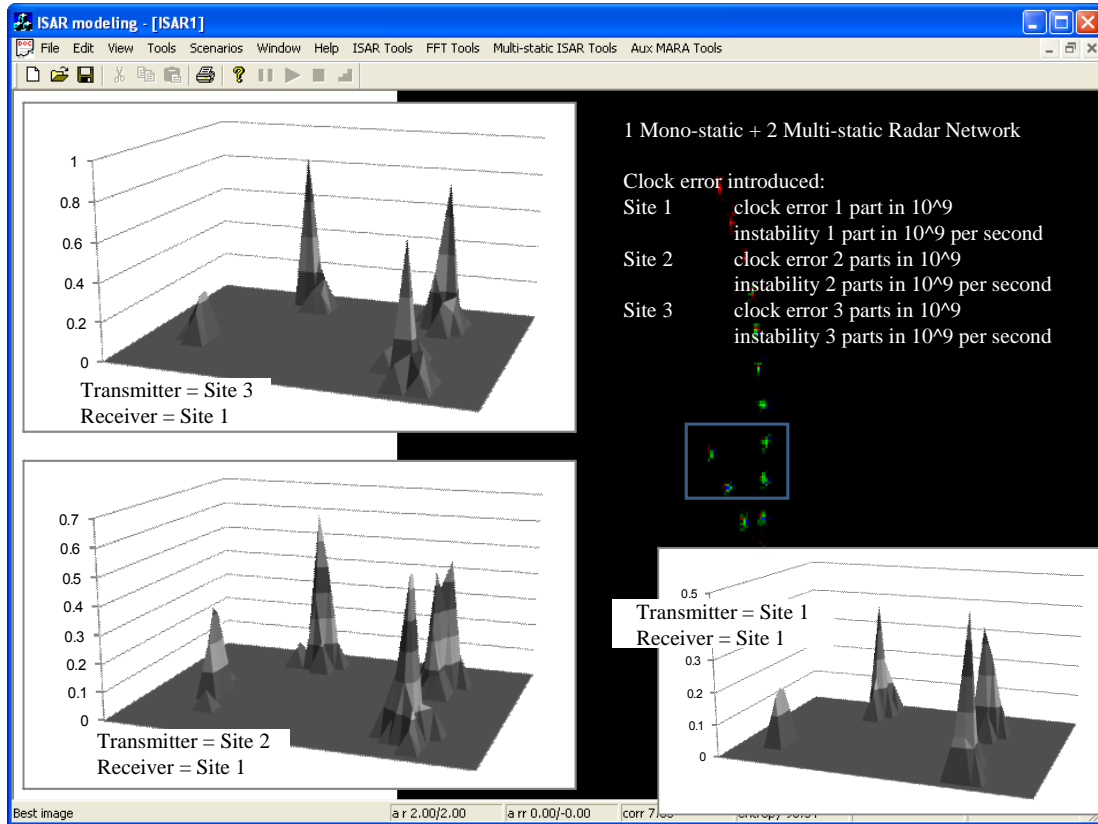 ISAR modeling - [ISAR1]
File Edit View Tools Scenarios Window Help ISAR Tools FFT Tools Multi-static ISAR Tools Aux MARA Tools
1
0.8
0.6
0.4
0.2
0
Transmitter = Site 3
Receiver = Site 1
1 Mono-static + 2 Multi-static Radar Network
Clock error introduced:
Site 1 clock error 1 part in 10^9
instability 1 part in 10^9 per second
Site 2 clock error 2 parts in 10^9
instability 2 parts in 10^9 per second
Site 3 clock error 3 parts in 10^9
instability 3 parts in 10^9 per second
0.7
0.6
0.5
0.4
0.3
0.2
0.1
0
Transmitter = Site 2
Receiver = Site 1
0.5
Transmitter = Site 1
Receiver = Site 1
0.3
0.2
0.1
0
Best image a r 2.00/2.00 a rr 0.00/-0.00 corr